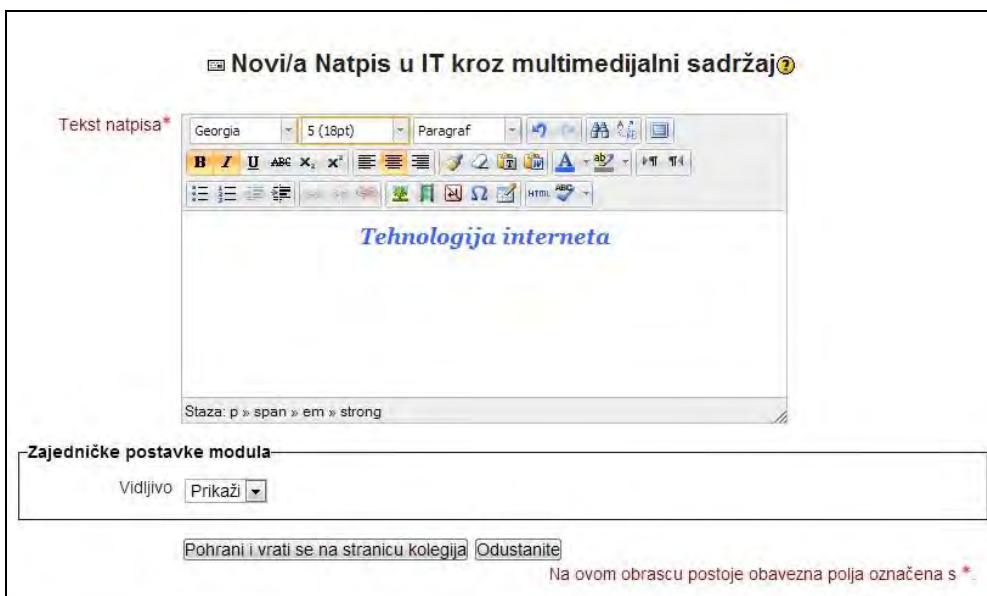 Novi/a Natpis u IT kroz multimedijalni sadržaj
Tekst natpisa*
Georgia 5 (18pt) Paragraf
B I U ABC X₂ X² A ab
Ω HTML ABC
Tehnologija interneta
Staza: p » span » em » strong
Zajedničke postavke modula
Vidljivo Prikaži
Pohrani i vrati se na stranicu kolegija Odustanite
Na ovom obrascu postoje obavezna polja označena s *.